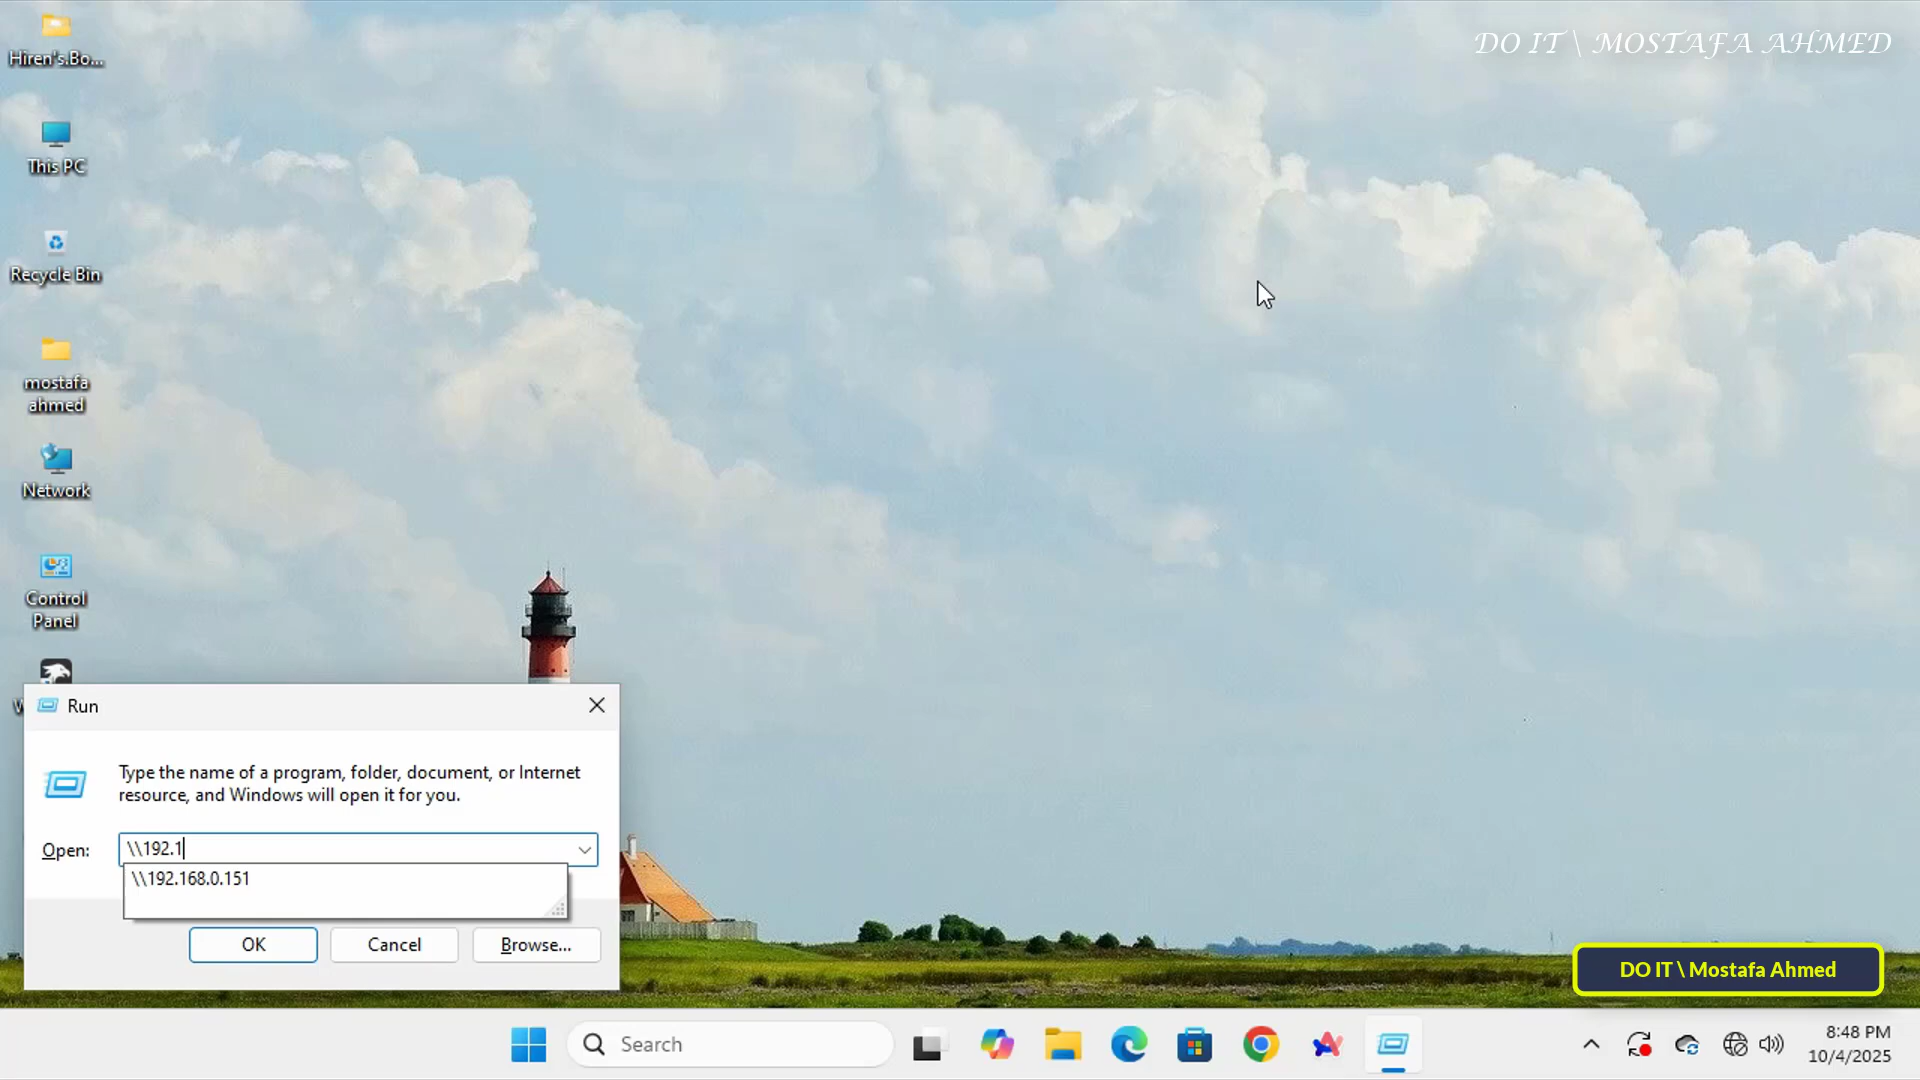 Hiren's.Bo...
DO IT \ MOSTAFA AHMED
This PC
Recycle Bin
mostafa
ahmed
Network
Control
Panel
Run
Type the name of a program, folder, document, or Internet
resource, and Windows will open it for you.
Open:
\\192.1
\\192.168.0.151
OK
Cancel
Browse...
DO IT \ Mostafa Ahmed
Search
8:48 PM
10/4/2025